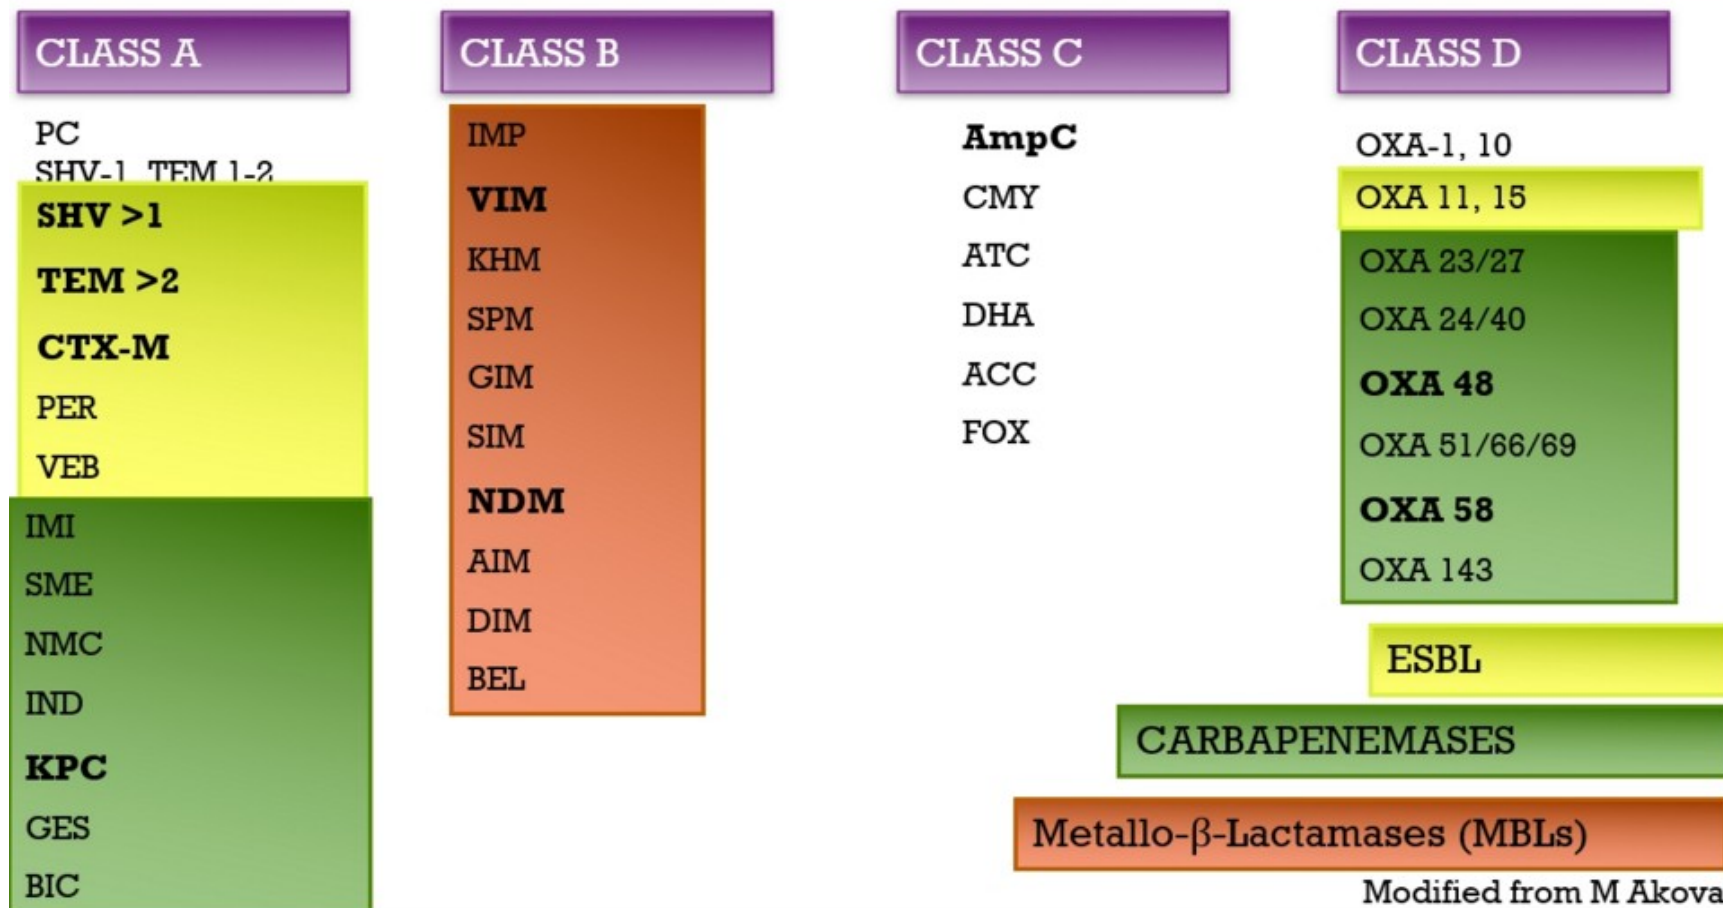 CLASS A
PC
SHV-1, TEM 1-2
SHV >1
TEM >2
CTX-M
PER
VEB
IMI
SME
NMC
IND
KPC
GES
BIC
CLASS B
IMP
VIM
KHM
SPM
GIM
SIM
NDM
AIM
DIM
BEL
CLASS C
AmpC
CMY
ATC
DHA
ACC
FOX
CLASS D
OXA-1, 10
OXA 11, 15
OXA 23/27
OXA 24/40
OXA 48
OXA 51/66/69
OXA 58
OXA 143
ESBL
CARBAPENEMASES
Metallo-β-Lactamases (MBLs)
Modified from M Akova